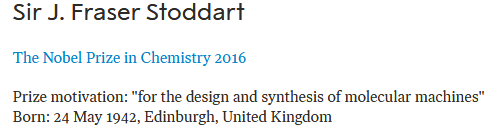 Sir J. Fraser Stoddart
The Nobel Prize in Chemistry 2016
Prize motivation: "for the design and synthesis of molecular machines"
Born: 24 May 1942, Edinburgh, United Kingdom